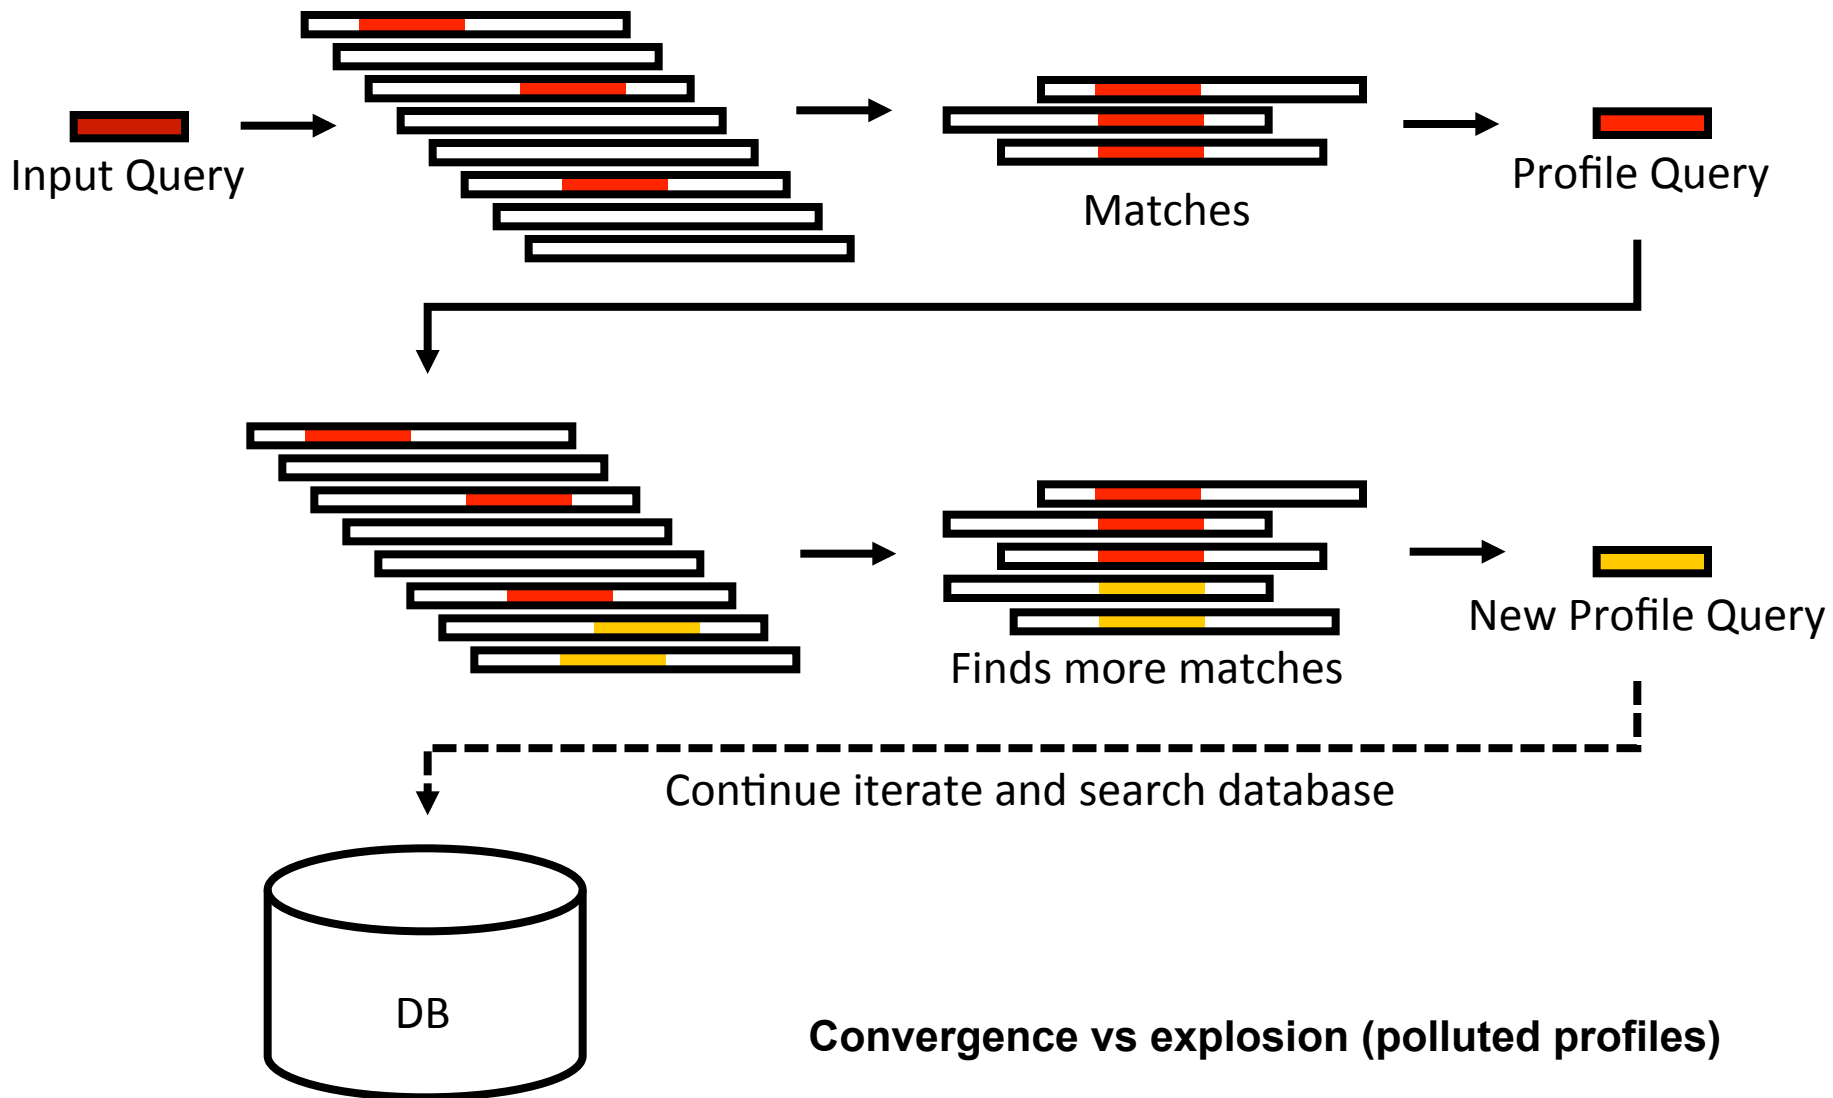 Input Query
Matches
Profile Query
Finds more matches
New Profile Query
Continue iterate and search database
DB
Convergence vs explosion (polluted profiles)